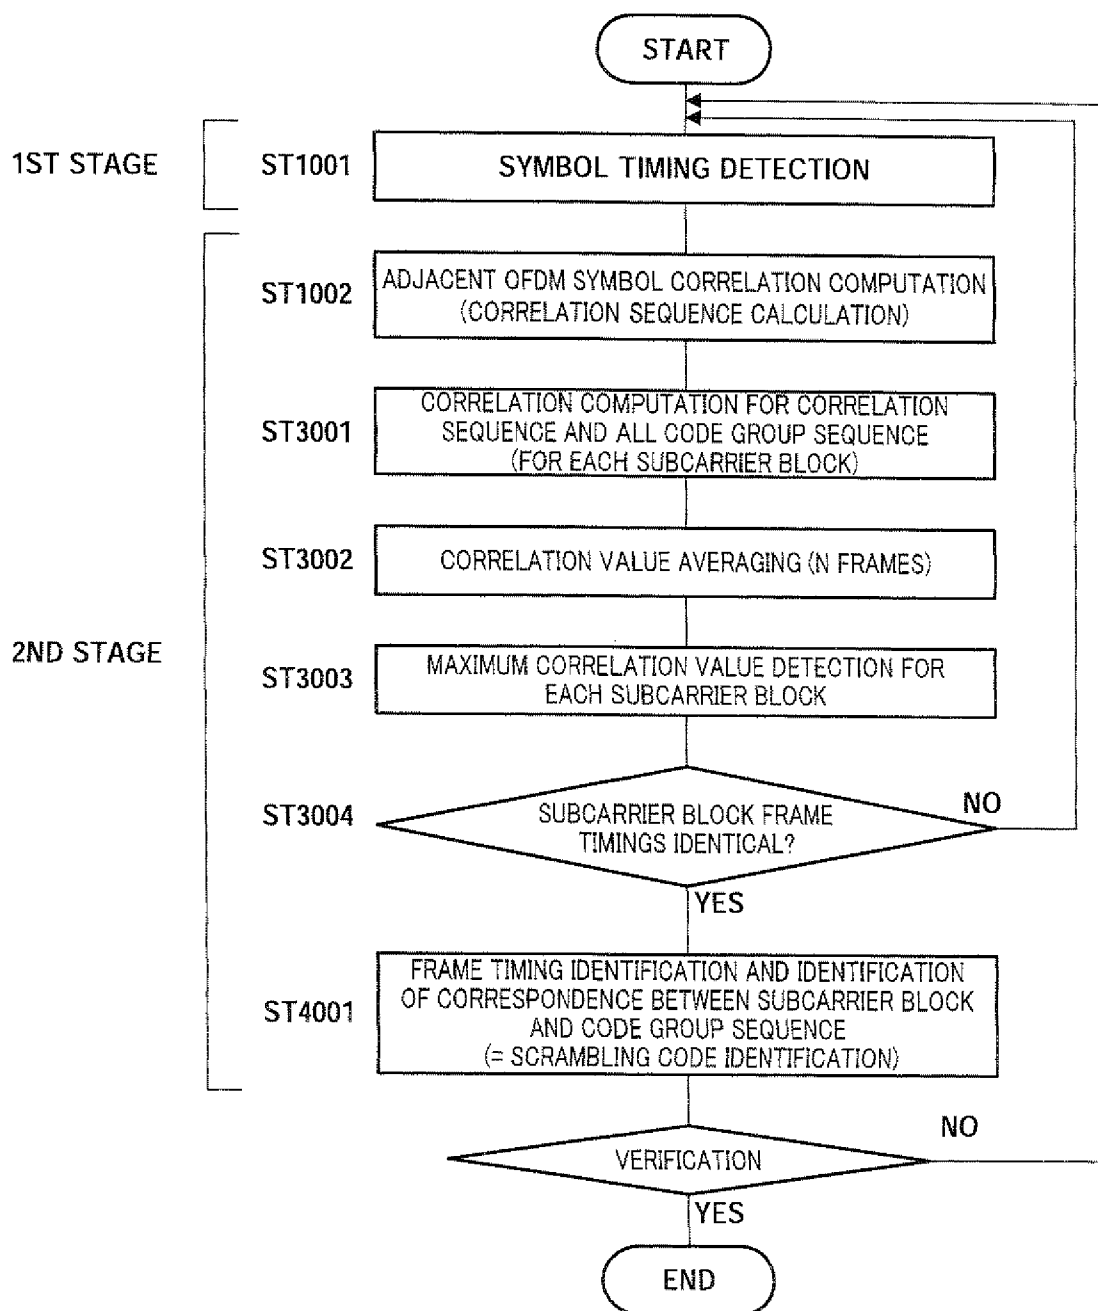 START
1ST STAGE
ST1001
SYMBOL TIMING DETECTION
2ND STAGE
ST1002
ADJACENT OFDM SYMBOL CORRELATION COMPUTATION
(CORRELATION SEQUENCE CALCULATION)
ST3001
CORRELATION COMPUTATION FOR CORRELATION
SEQUENCE AND ALL CODE GROUP SEQUENCE
(FOR EACH SUBCARRIER BLOCK)
ST3002
CORRELATION VALUE AVERAGING (N FRAMES)
ST3003
MAXIMUM CORRELATION VALUE DETECTION FOR
EACH SUBCARRIER BLOCK
ST3004
SUBCARRIER BLOCK FRAME
TIMINGS IDENTICAL?
NO
YES
ST4001
FRAME TIMING IDENTIFICATION AND IDENTIFICATION
OF CORRESPONDENCE BETWEEN SUBCARRIER BLOCK
AND CODE GROUP SEQUENCE
(= SCRAMBLING CODE IDENTIFICATION)
VERIFICATION
NO
YES
END